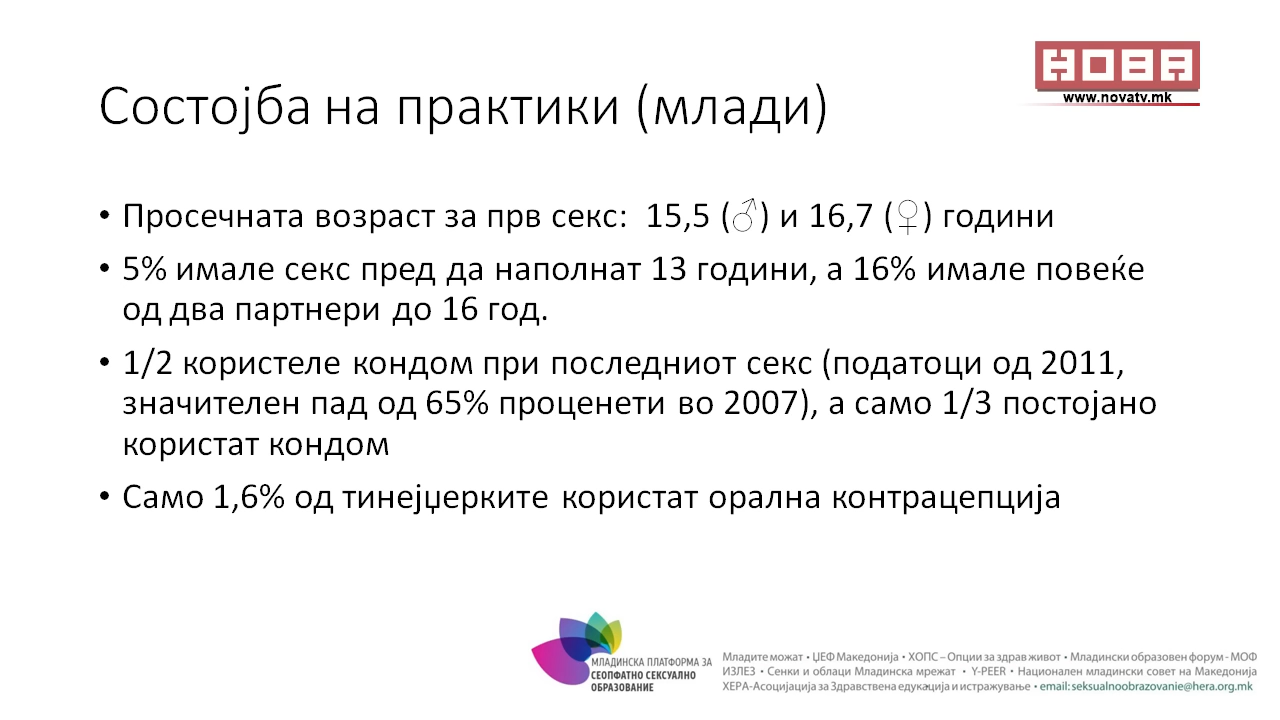 НОВА
www.novatv.mk
Состојба на практики (млади)
• Просечната возраст за прв секс: 15,5 (♂) и 16,7 (♀) години
• 5% имале секс пред да наполнат 13 години, а 16% имале повеќе
од два партнери до 16 год.
• 1/2 користеле кондом при последниот секс (податоци од 2011,
значителен пад од 65% проценети во 2007), а само 1/3 постојано
користат кондом
• Само 1,6% од тинејџерките користат орална контрацепција
МЛАДИНСКА ПЛАТФОРМА ЗА
СЕОПФАТНО СЕКСУАЛНО
ОБРАЗОВАНИЕ
Младите можат • ЏЕФ Македонија • ХОПС – Опции за здрав живот • Младински образовен форум - МОФ
ИЗЛЕЗ • Сенки и облаци Младинска мрежат • Y-PEER • Национален младински совет на Македонија
ХЕРА-Асоцијација за Здравствена едукација и истражување • email: seksualnoobrazovanie@hera.org.mk